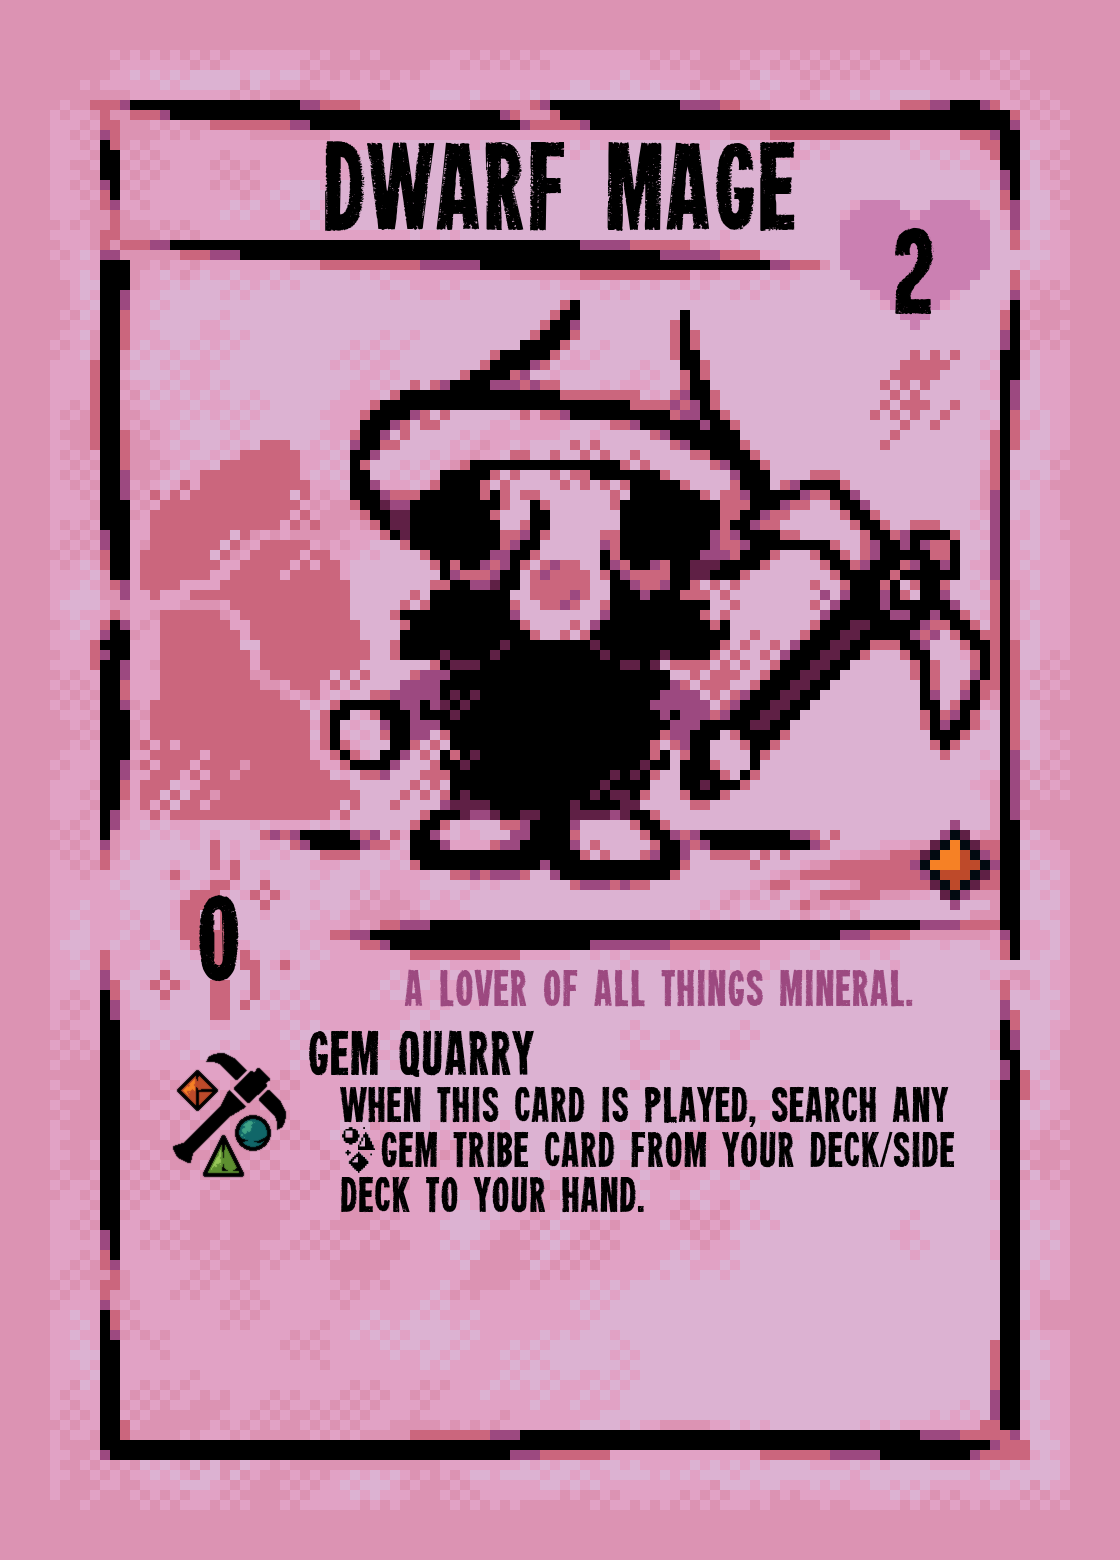 DWARF MAGE
2
0
A LOVER OF ALL THINGS MINERAL.
GEM QUARRY
WHEN THIS CARD IS PLAYED, SEARCH ANY
GEM TRIBE CARD FROM YOUR DECK/SIDE
DECK TO YOUR HAND.